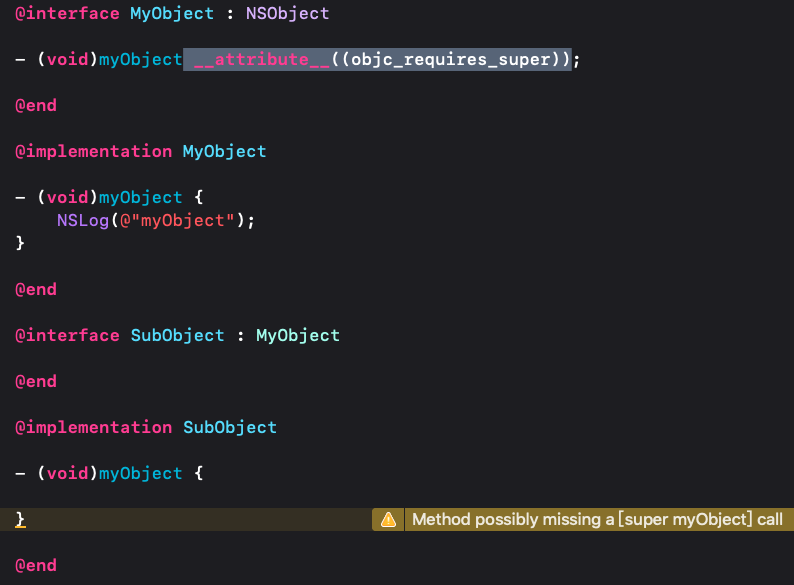 @interface MyObject : NSObject
- (void)myObject __attribute__((objc_requires_super));
@end
@implementation MyObject
- (void)myObject {
    NSLog(@"myObject");
}
@end
@interface SubObject : MyObject
@end
@implementation SubObject
- (void)myObject {
} Method possibly missing a [super myObject] call
@end